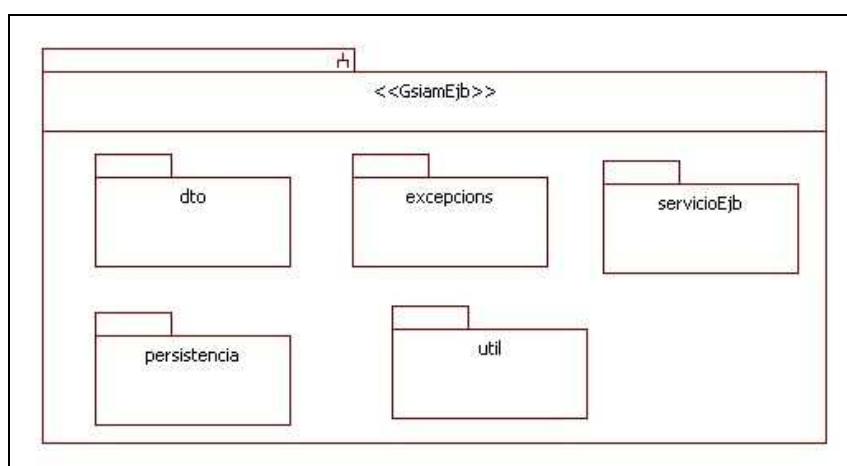 <<GsiamEjb>>
dto
excepcions
servicioEjb
persistencia
util